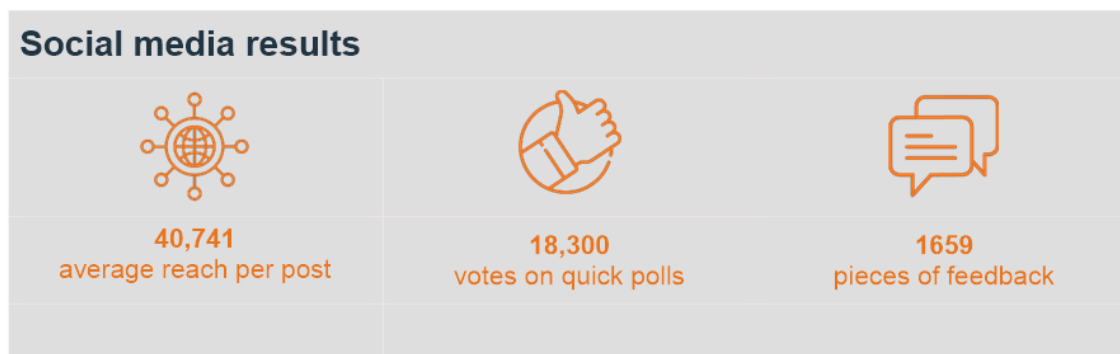 Social media results
40,741
average reach per post
18,300
votes on quick polls
1659
pieces of feedback